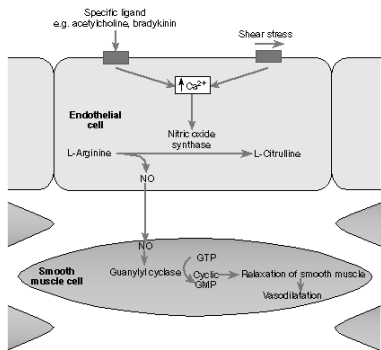 Specific ligand
e.g. acetylcholine, bradykinin
Shear stress
Ca²⁺
Endothelial
cell
Nitric oxide
synthase
L-Arginine
L-Citrulline
NO
NO
Smooth
muscle cell
Guanylyl cyclase
GTP
Cyclic
GMP
Relaxation of smooth muscle
Vasodilatation